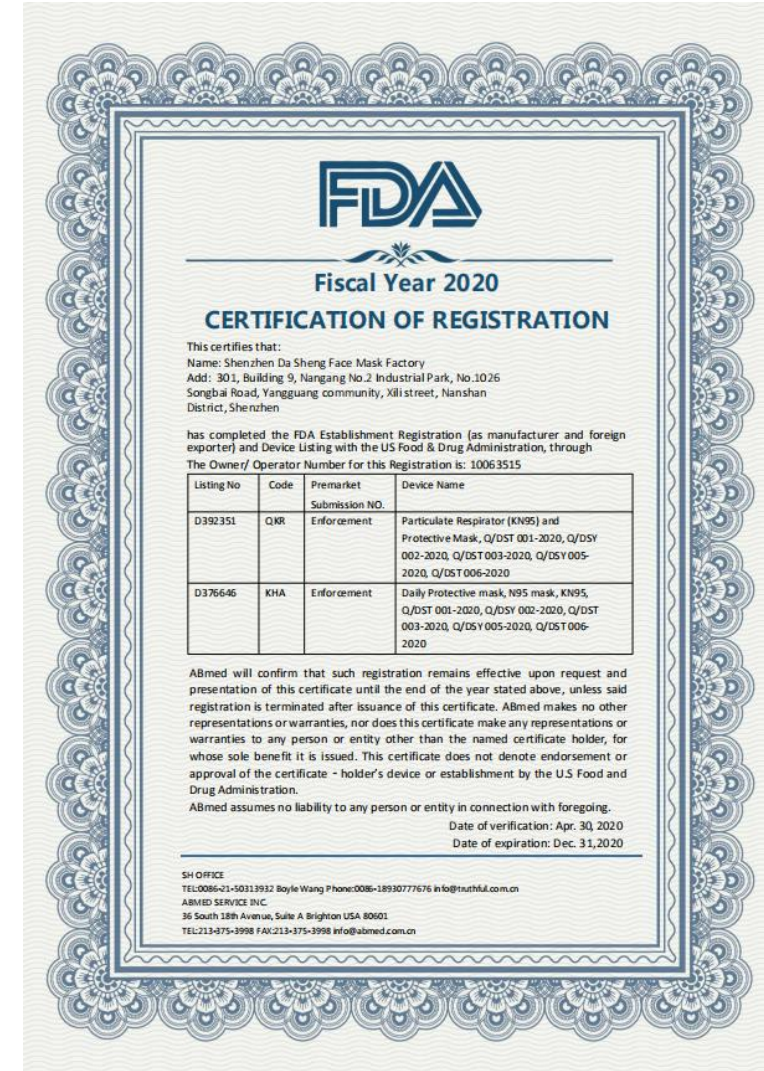 FDA
Fiscal Year 2020
CERTIFICATION OF REGISTRATION
This certifies that:
Name: Shenzhen Da Sheng Face Mask Factory
Add: 301, Building 9, Nangang No.2 Industrial Park, No.1026
Songbai Road, Yangguang community, Xili street, Nanshan
District, Shenzhen
has completed the FDA Establishment Registration (as manufacturer and foreign
exporter) and Device Listing with the US Food & Drug Administration, through
The Owner/ Operator Number for this Registration is: 10063515
Listing No Code Premarket Device Name
Submission NO.
D392351 QKR Enforcement Particulate Respirator (KN95) and
Protective Mask, Q/DST 001-2020, Q/DSY
002-2020, Q/DST 003-2020, Q/DSY 005-
2020, Q/DST 006-2020
D376646 KHA Enforcement Daily Protective mask, N95 mask, KN95,
Q/DST 001-2020, Q/DSY 002-2020, Q/DST
003-2020, Q/DSY 005-2020, Q/DST 006-
2020
ABmed will confirm that such registration remains effective upon request and
presentation of this certificate until the end of the year stated above, unless said
registration is terminated after issuance of this certificate. ABmed makes no other
representations or warranties, nor does this certificate make any representations or
warranties to any person or entity other than the named certificate holder, for
whose sole benefit it is issued. This certificate does not denote endorsement or
approval of the certificate - holder's device or establishment by the U.S Food and
Drug Administration.
ABmed assumes no liability to any person or entity in connection with foregoing.
Date of verification: Apr. 30, 2020
Date of expiration: Dec. 31,2020
SH OFFICE
TEL:0086-21-50313932 Boyle Wang Phone:0086-18930777676 info@truthful.com.cn
ABMED SERVICE INC.
36 South 18th Avenue, Suite A Brighton USA 80601
TEL:213-375-3998 FAX:213-375-3998 info@abmed.com.cn